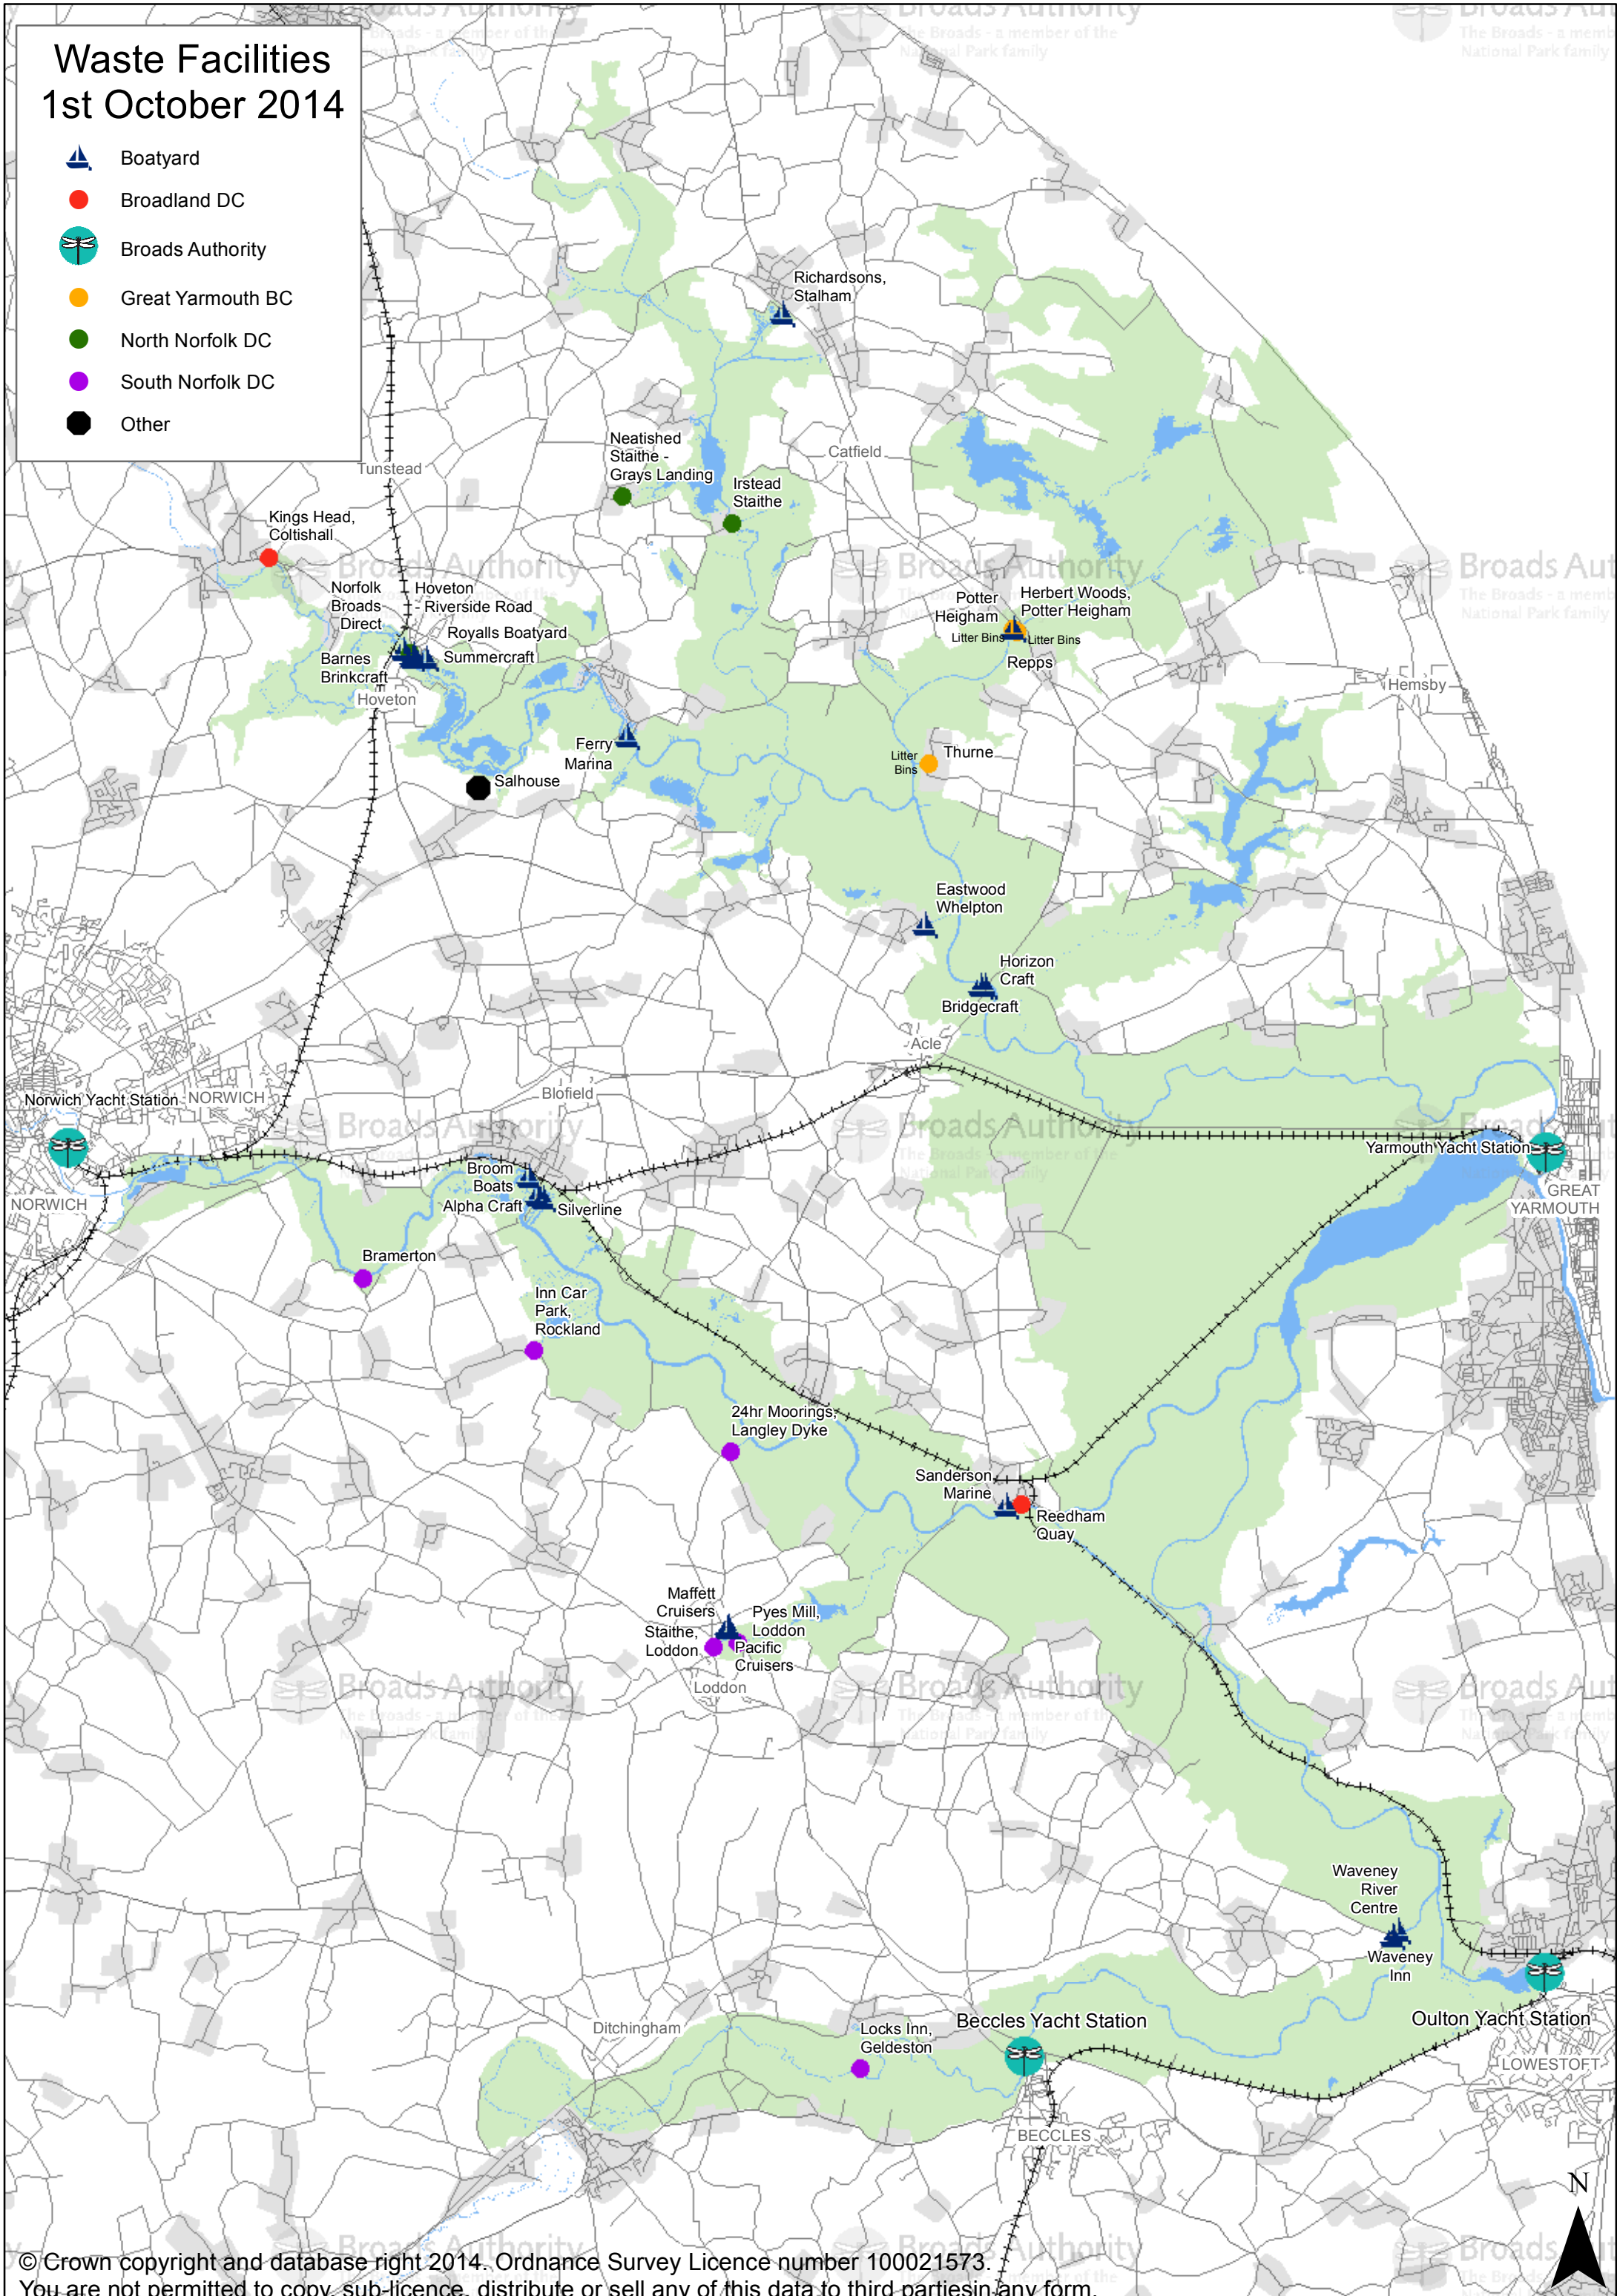 Waste Facilities
1st October 2014
Boatyard
Broadland DC
Broads Authority
Great Yarmouth BC
North Norfolk DC
South Norfolk DC
Other
Richardsons,
Stalham
Neatished
Staithe -
Grays Landing
Catfield
Irstead
Staithe
Tunstead
Kings Head,
Coltishall
Norfolk
Broads
Direct
Hoveton
- Riverside Road
Royalls Boatyard
Summercraft
Barnes
Brinkcraft
Hoveton
Potter
Heigham
Litter Bins
Herbert Woods,
Potter Heigham
Litter Bins
Repps
Hemsby
Ferry
Marina
Salhouse
Litter
Bins
Thurne
Eastwood
Whelpton
Horizon
Craft
Bridgecraft
Acle
Blofield
Norwich Yacht Station
NORWICH
NORWICH
Yarmouth Yacht Station
GREAT
YARMOUTH
Broom
Boats
Alpha Craft
Silverline
Bramerton
Inn Car
Park,
Rockland
24hr Moorings,
Langley Dyke
Sanderson
Marine
Reedham
Quay
Maffett
Cruisers
Staithe,
Loddon
Pyes Mill,
Loddon
Pacific
Cruisers
Loddon
Waveney
River
Centre
Waveney
Inn
Oulton Yacht Station
LOWESTOFT
Ditchingham
Locks Inn,
Geldeston
Beccles Yacht Station
BECCLES
N
Broads Authority
The Broads - a member of the
National Park family
© Crown copyright and database right 2014. Ordnance Survey Licence number 100021573.
You are not permitted to copy, sub-licence, distribute or sell any of this data to third partiesin any form.